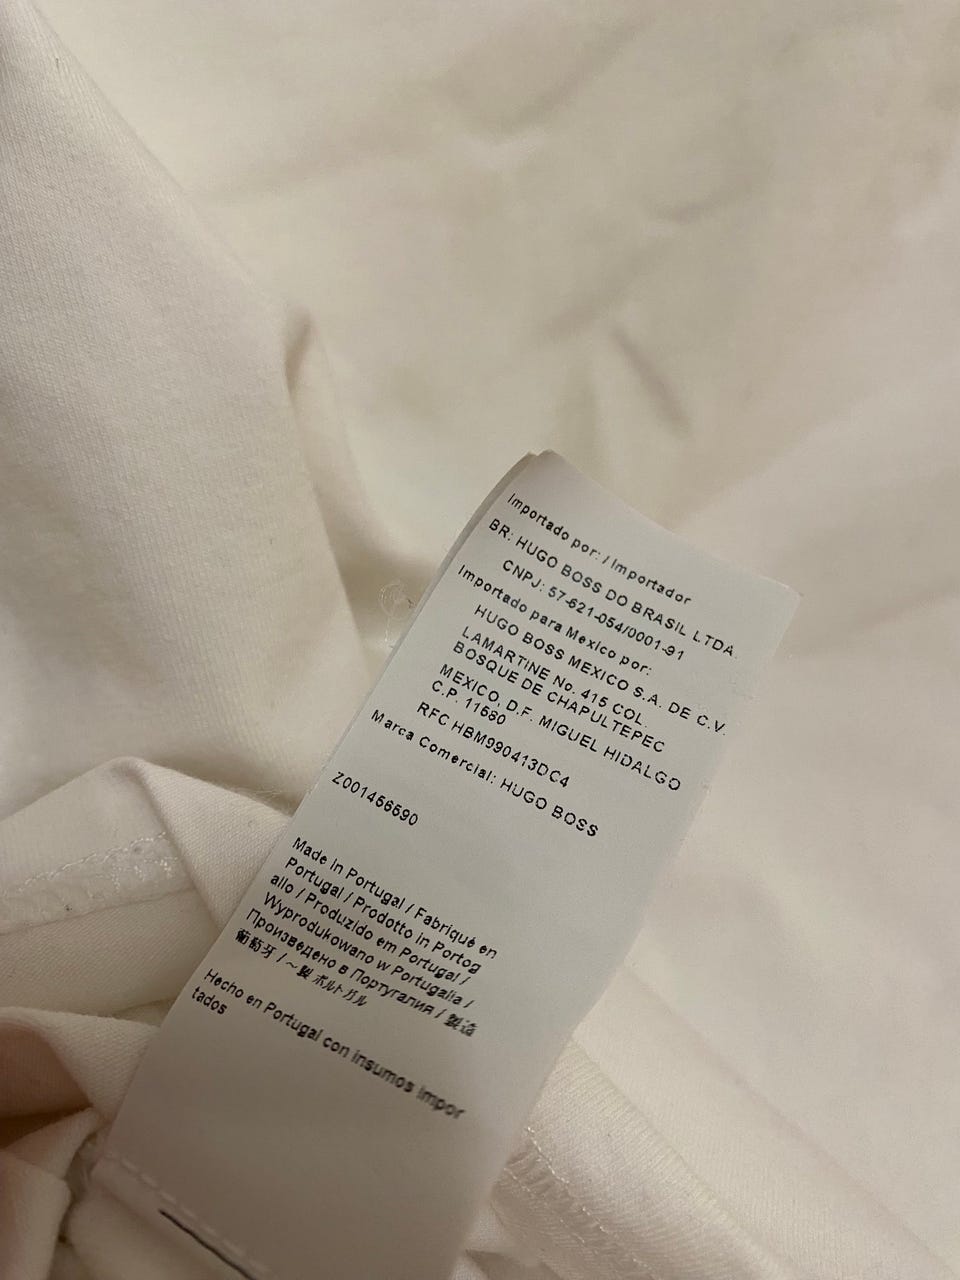 Importado por: / Importador
BR: HUGO BOSS DO BRASIL LTDA.
CNPJ: 57-621-054/0001-91
Importado para Mexico por:
HUGO BOSS MEXICO S.A. DE C.V.
LAMARTINE No. 415 COL.
BOSQUE DE CHAPULTEPEC
MEXICO, D.F. MIGUEL HIDALGO
C.P. 11580
RFC HBM990413DC4
Marca Comercial: HUGO BOSS
Z001456590
Made in Portugal / Fabriqué en
Portugal / Prodotto in Portog
allo / Produzido em Portugal /
Wyprodukowano w Portugalia /
Произведено в Португалия / 製造
葡萄牙 / ～製 ポルトガル
Hecho en Portugal con insumos impor
tados